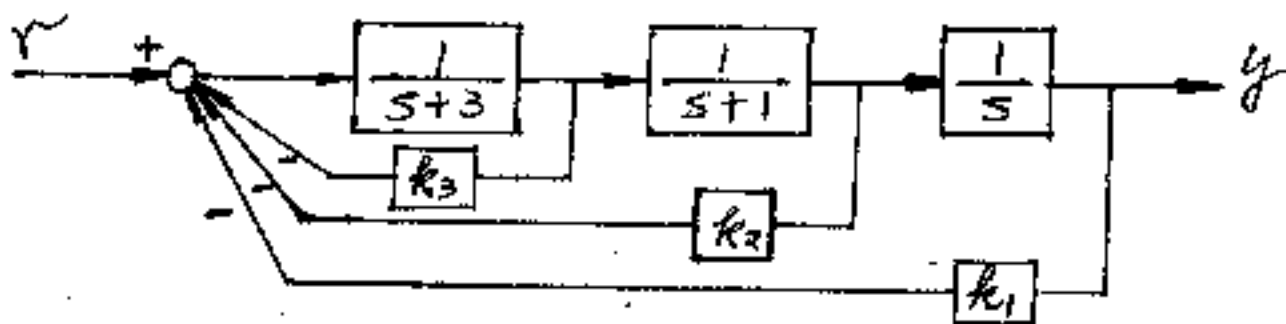 r + 1/(s+3) 1/(s+1) 1/s y
- k₃
- k₂
- k₁